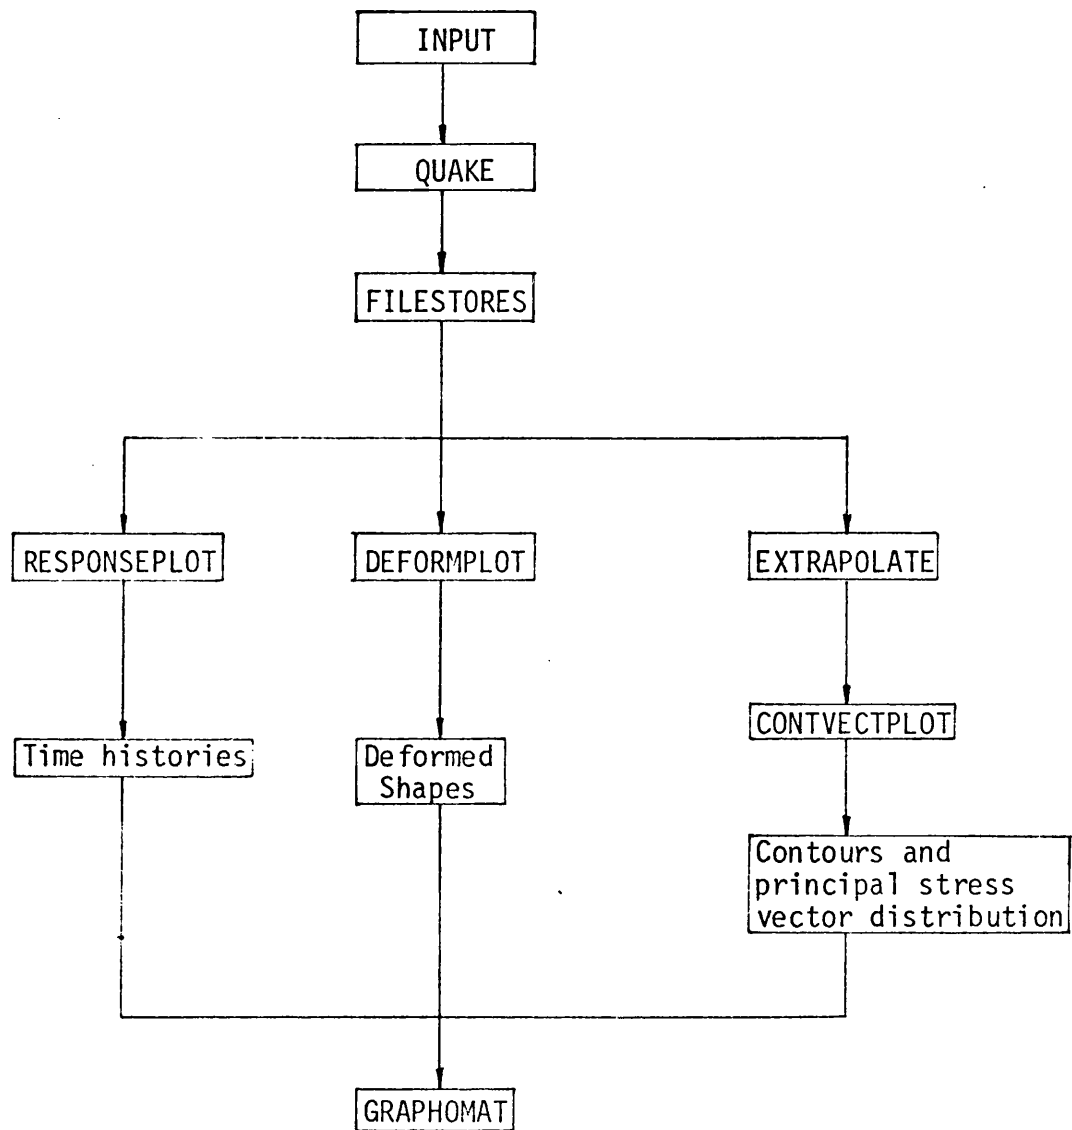 INPUT
QUAKE
FILESTORES
RESPONSEPLOT
DEFORMPLOT
EXTRAPOLATE
CONTVECTPLOT
Time histories
Deformed
Shapes
Contours and
principal stress
vector distribution
GRAPHOMAT